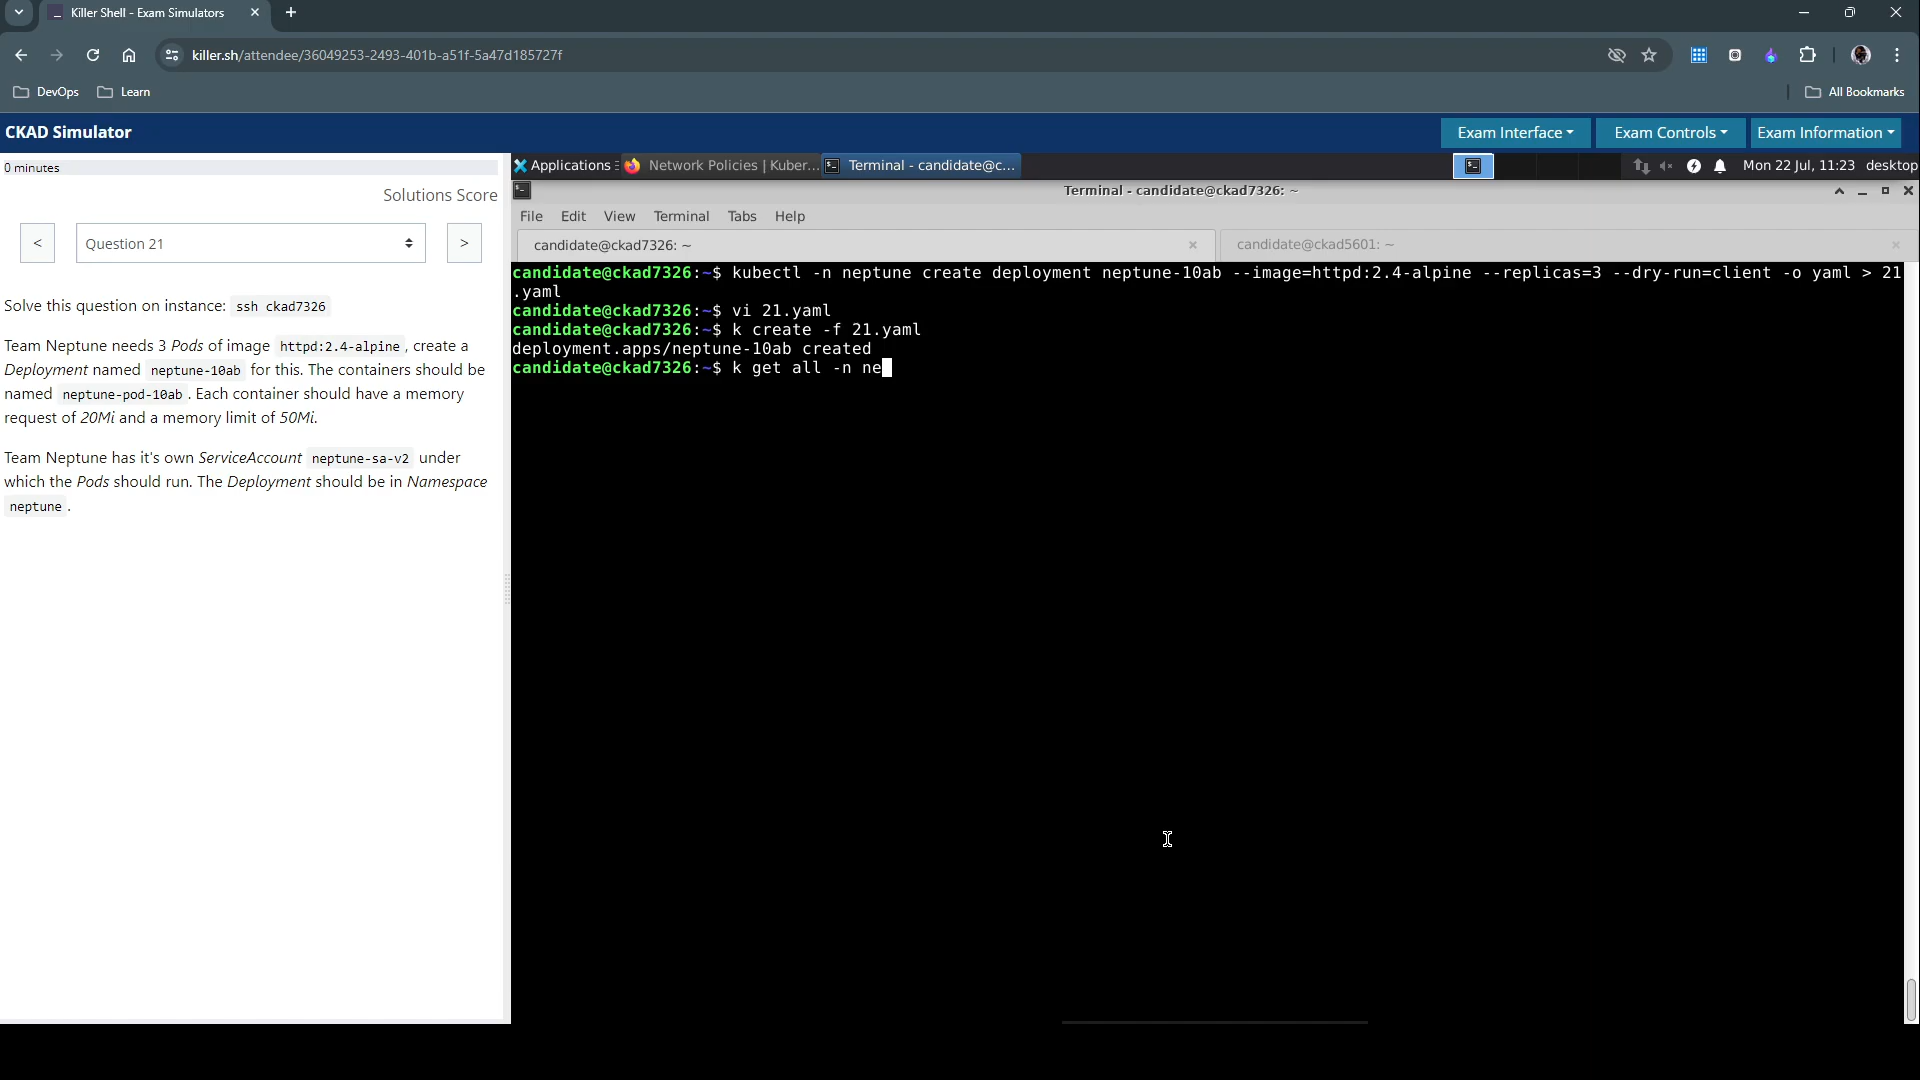 Killer Shell - Exam Simulators
killer.sh/attendee/36049253-2493-401b-a51f-5a47d185727f
DevOps
Learn
All Bookmarks
CKAD Simulator
Exam Interface
Exam Controls
Exam Information
0 minutes
Applications
Network Policies | Kuber...
Terminal - candidate@c...
Mon 22 Jul, 11:23 desktop
Solutions Score
Terminal - candidate@ckad7326: ~
File Edit View Terminal Tabs Help
< Question 21 >
candidate@ckad7326: ~
candidate@ckad5601: ~
Solve this question on instance: ssh ckad7326
Team Neptune needs 3 Pods of image httpd:2.4-alpine, create a
Deployment named neptune-10ab for this. The containers should be
named neptune-pod-10ab. Each container should have a memory
request of 20Mi and a memory limit of 50Mi.
Team Neptune has it's own ServiceAccount neptune-sa-v2 under
which the Pods should run. The Deployment should be in Namespace
neptune.
candidate@ckad7326:~$ kubectl -n neptune create deployment neptune-10ab --image=httpd:2.4-alpine --replicas=3 --dry-run=client -o yaml > 21
.yaml
candidate@ckad7326:~$ vi 21.yaml
candidate@ckad7326:~$ k create -f 21.yaml
deployment.apps/neptune-10ab created
candidate@ckad7326:~$ k get all -n ne